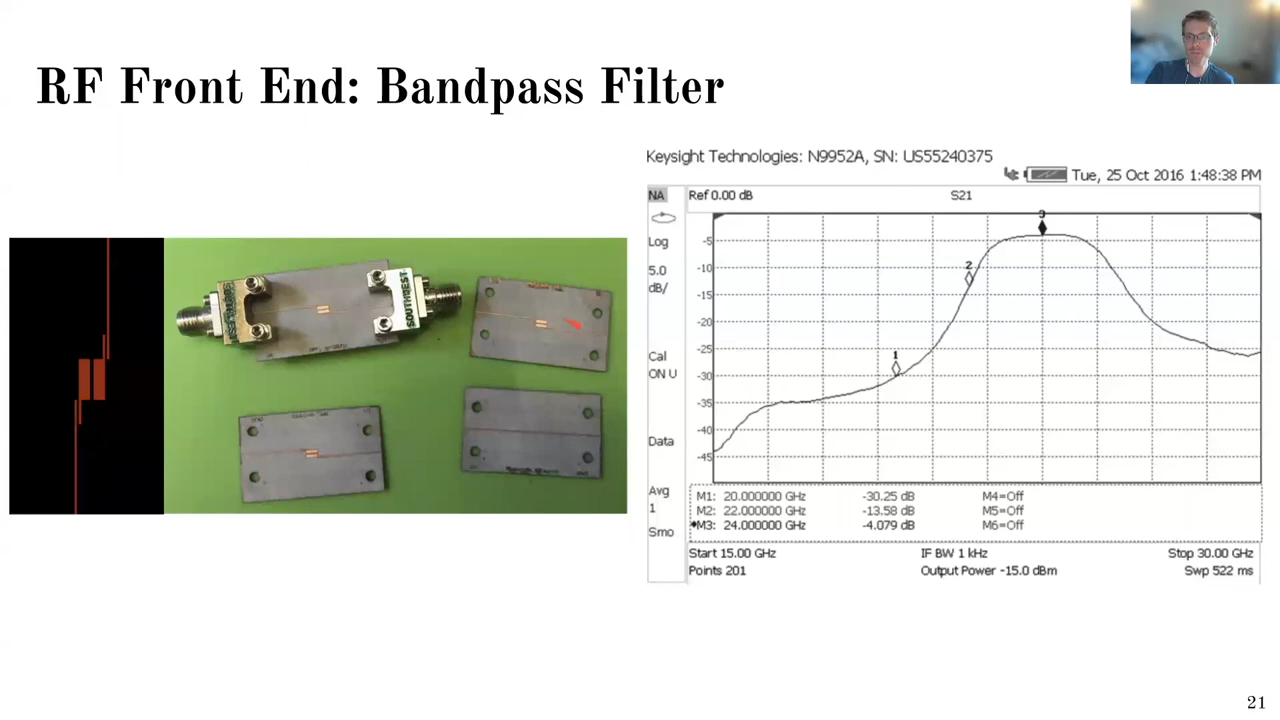 RF Front End: Bandpass Filter
Keysight Technologies: N9952A, SN: US55240375
Tue, 25 Oct 2016 1:48:38 PM
NA
Ref 0.00 dB
S21
Log
5.0
dB/
Cal
ON U
Data
Avg
1
Smo
-5
-10
-15
-20
-25
-30
-35
-40
-45
1
2
3
M1: 20.000000 GHz -30.25 dB M4=Off
M2: 22.000000 GHz -13.58 dB M5=Off
M3: 24.000000 GHz -4.079 dB M6=Off
Start 15.00 GHz IF BW 1 kHz Stop 30.00 GHz
Points 201 Output Power -15.0 dBm Swp 522 ms
SOUTHWEST
21